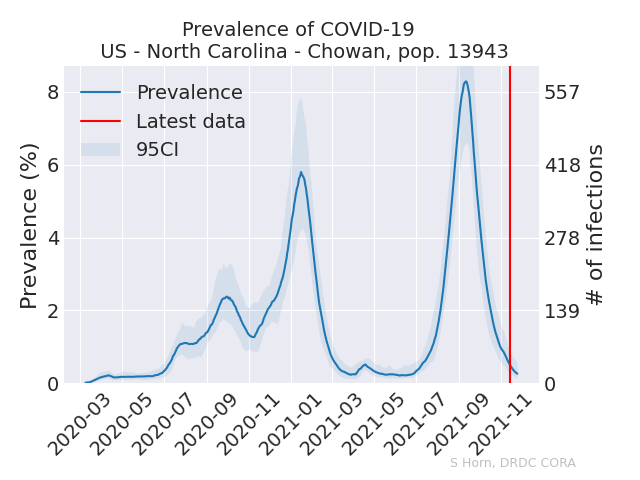 Prevalence of COVID-19
US - North Carolina - Chowan, pop. 13943
Prevalence
Latest data
95CI
Prevalence (%)
8
6
4
2
0
# of infections
557
418
278
139
0
2020-03
2020-05
2020-07
2020-09
2020-11
2021-01
2021-03
2021-05
2021-07
2021-09
2021-11
S Horn, DRDC CORA